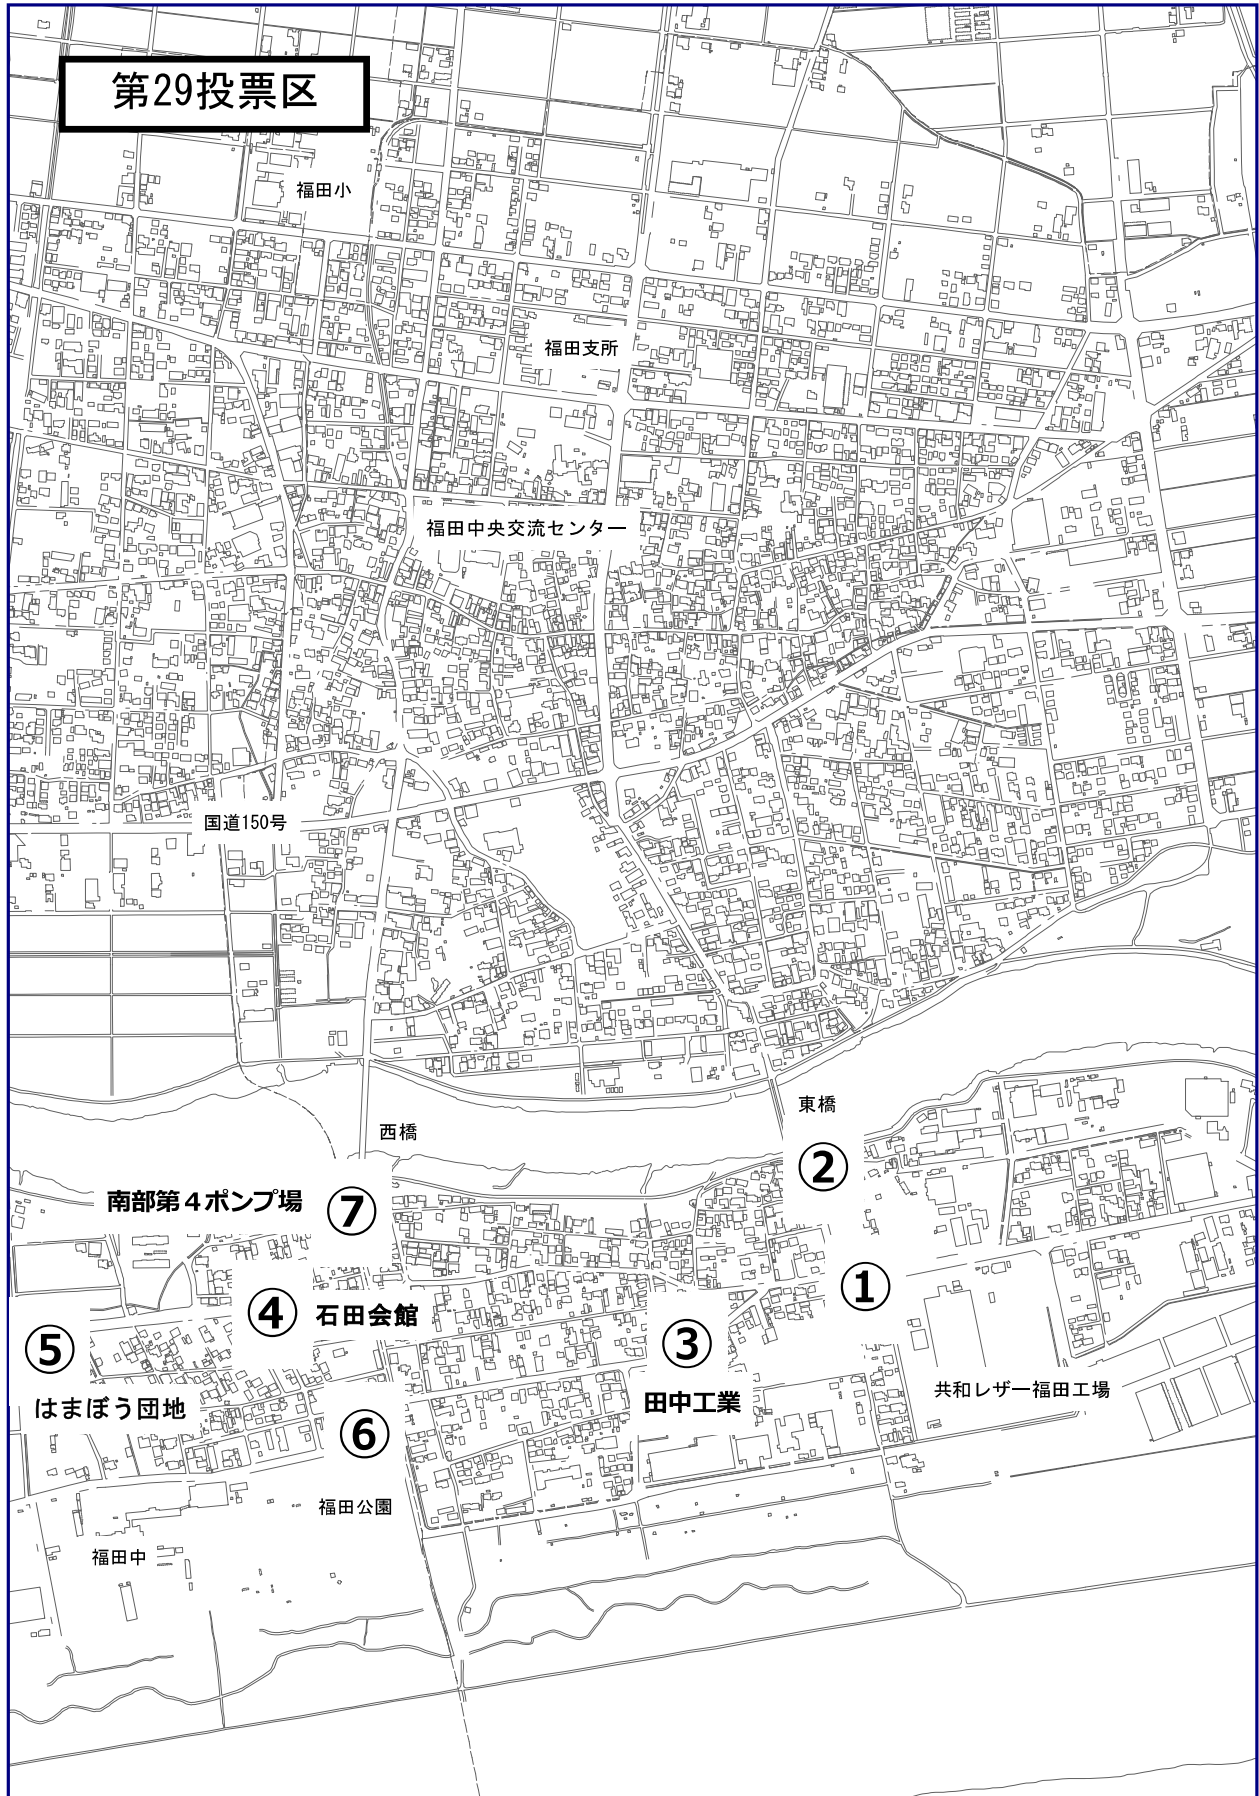 第29投票区
福田小
福田支所
福田中央交流センター
国道150号
東橋
西橋
②
南部第４ポンプ場
⑦
①
④
石田会館
③
⑤
はまぼう団地
田中工業
共和レザー福田工場
⑥
福田公園
福田中